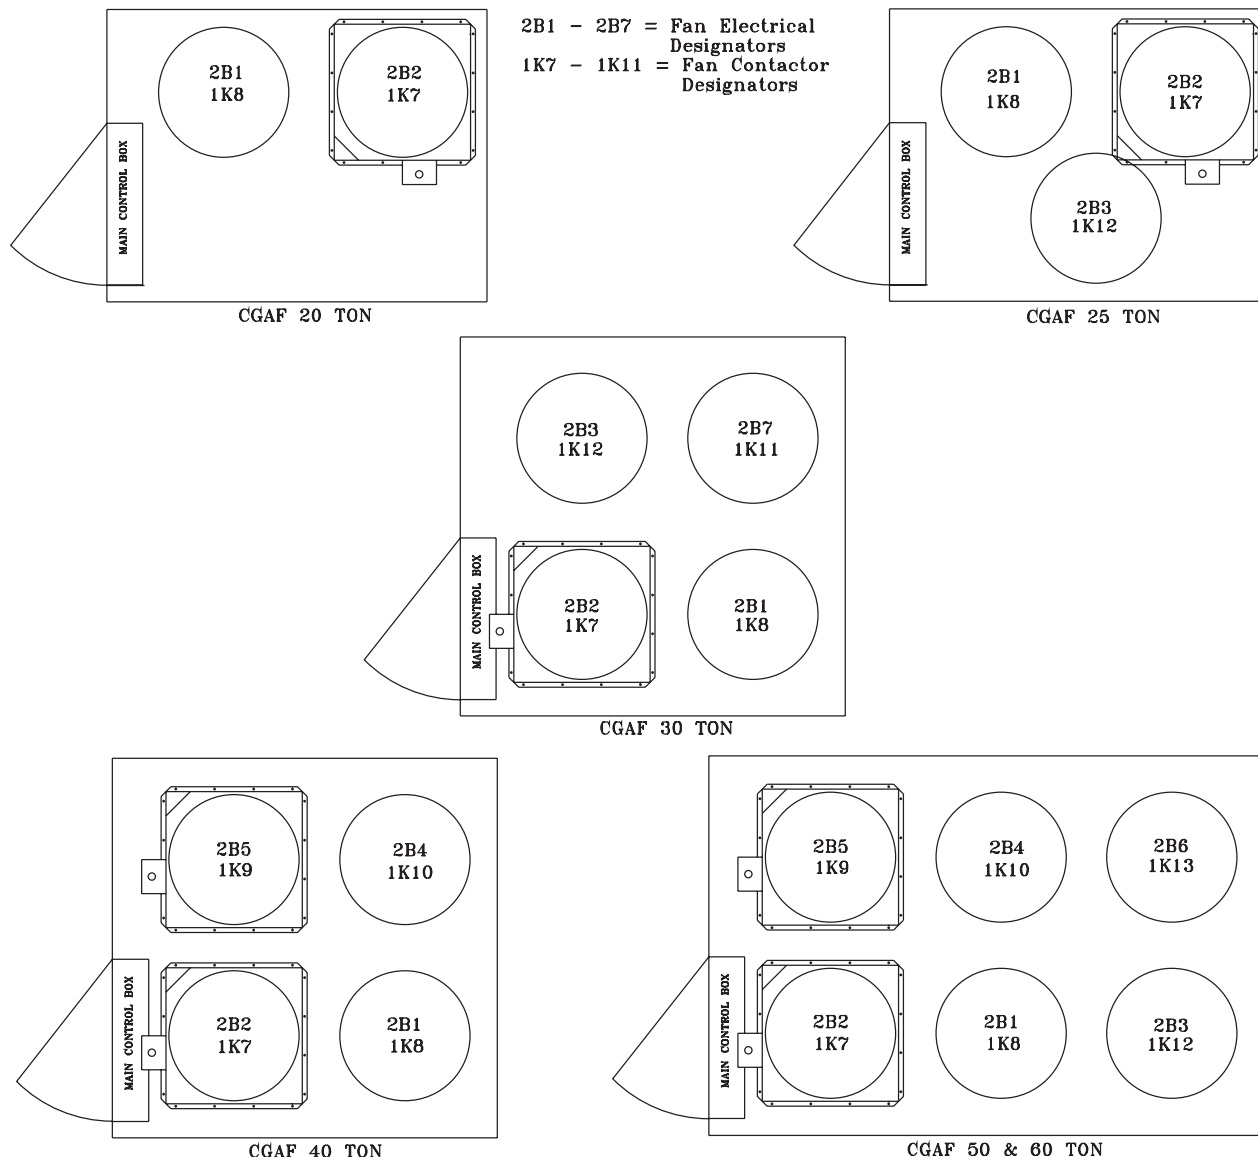 2B1 - 2B7 = Fan Electrical
Designators
1K7 - 1K11 = Fan Contactor
Designators
2B1
1K8
2B2
1K7
MAIN CONTROL BOX
CGAF 20 TON
2B1
1K8
2B2
1K7
2B3
1K12
CGAF 25 TON
2B3
1K12
2B7
1K11
MAIN CONTROL BOX
2B2
1K7
2B1
1K8
CGAF 30 TON
2B5
1K9
2B4
1K10
MAIN CONTROL BOX
2B2
1K7
2B1
1K8
CGAF 40 TON
2B5
1K9
2B4
1K10
2B6
1K13
MAIN CONTROL BOX
2B2
1K7
2B1
1K8
2B3
1K12
CGAF 50 & 60 TON
MAIN CONTROL BOX